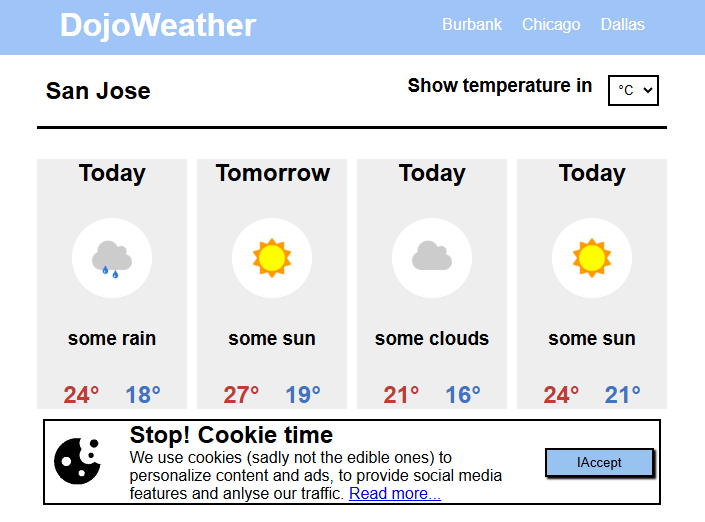 DojoWeather Burbank Chicago Dallas
San Jose Show temperature in °C
Today Tomorrow Today Today
some rain some sun some clouds some sun
24° 18° 27° 19° 21° 16° 24° 21°
Stop! Cookie time
We use cookies (sadly not the edible ones) to
personalize content and ads, to provide social media
features and anlyse our traffic. Read more...
IAccept